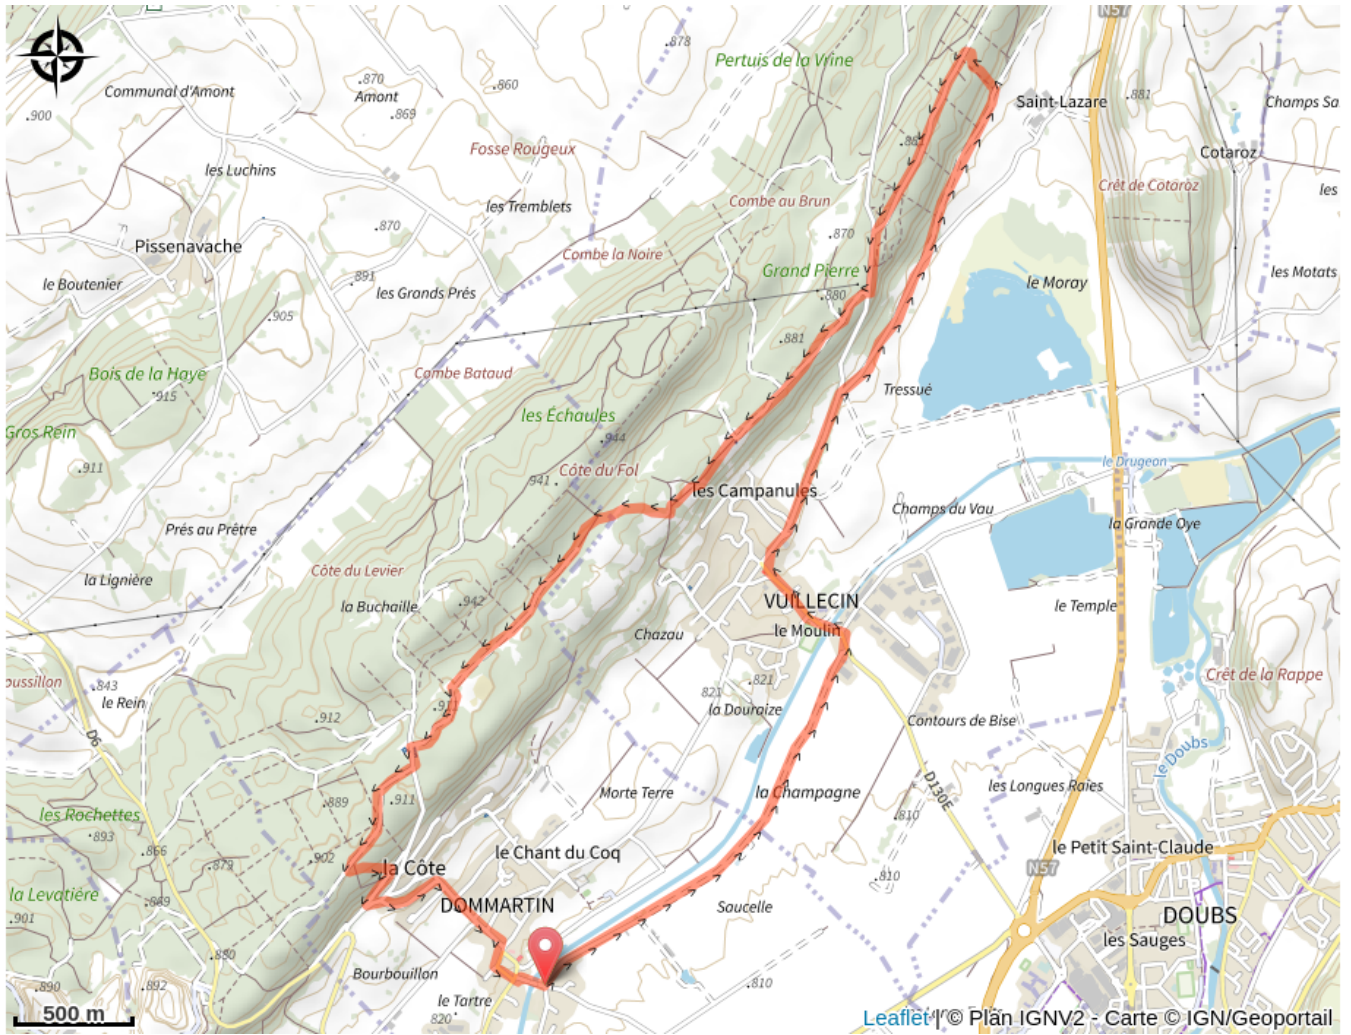 N57
.878
Pertuis de la Vrine
.870
Amont
.869
.860
Communal d'Amont
.900
Saint-Lazare
.881
Champs Sa
Fosse Rougeux
Cotaroz
les Luchins
.881
Crêt de Cotaroz
les
Combe au Brun
les Tremblets
.870
.870
Pissenavache
Combe la Noire
Grand Pierre
les Motats
.891
le Boutenier
les Grands Prés
le Moray
.880
.905
.881
Combe Bataud
Bois de la Haye
Tressué
.915
les Échaules
Gros Rein
.944
.911
Côte du Fol
le Drugeon
941
les Campanules
Champs du Vau
la Grande Oye
Prés au Prêtre
Côte du Levier
la Lignière
.942
la Buchaille
VUILLECIN
le Temple
le Moulin
Chazau
oussillon
.843
.821
Crêt de la Rappe
821
le Rein
.911
la Douraize
.912
Contours de Bise
D6
le Doubs
D130E
la Champagne
Morte Terre
les Longues Raies
.889
.911
les Rochettes
.810
.893
.866
le Petit Saint-Claude
.902
le Chant du Coq
.879
la Côte
N57
.810
la Levatière
.869
DOMMARTIN
Saucelle
DOUBS
.901
les Sauges
.880
Bourbouillon
.890
.892
.810
le Tartre
820
500 m
Leaflet | © Plan IGNV2 - Carte © IGN/Geoportail